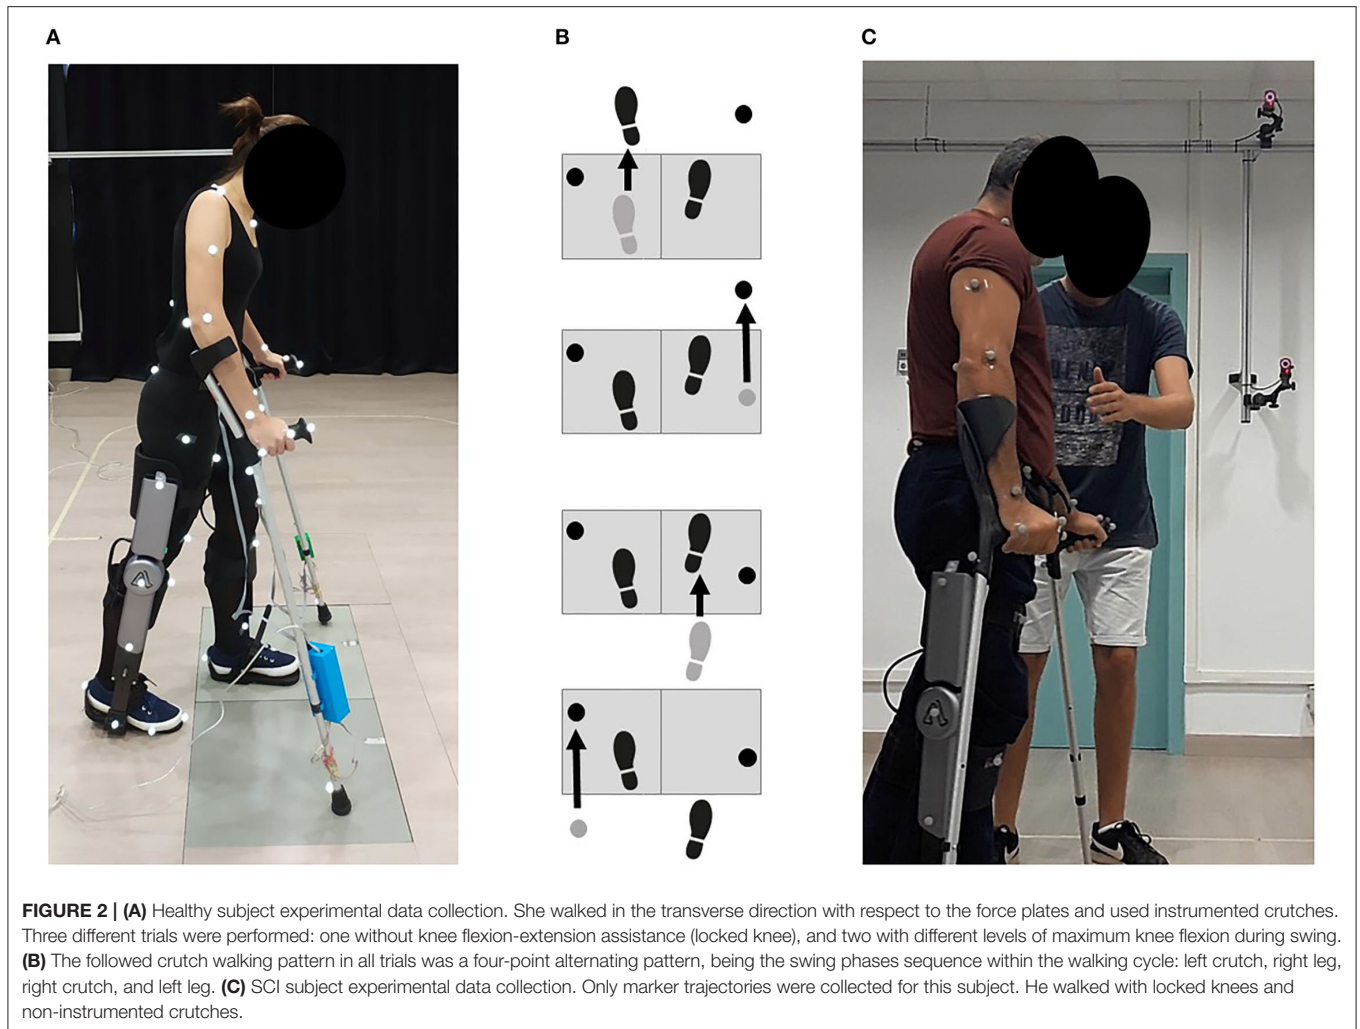 A
B
C
FIGURE 2 | (A) Healthy subject experimental data collection. She walked in the transverse direction with respect to the force plates and used instrumented crutches.
Three different trials were performed: one without knee flexion-extension assistance (locked knee), and two with different levels of maximum knee flexion during swing.
(B) The followed crutch walking pattern in all trials was a four-point alternating pattern, being the swing phases sequence within the walking cycle: left crutch, right leg,
right crutch, and left leg. (C) SCI subject experimental data collection. Only marker trajectories were collected for this subject. He walked with locked knees and
non-instrumented crutches.